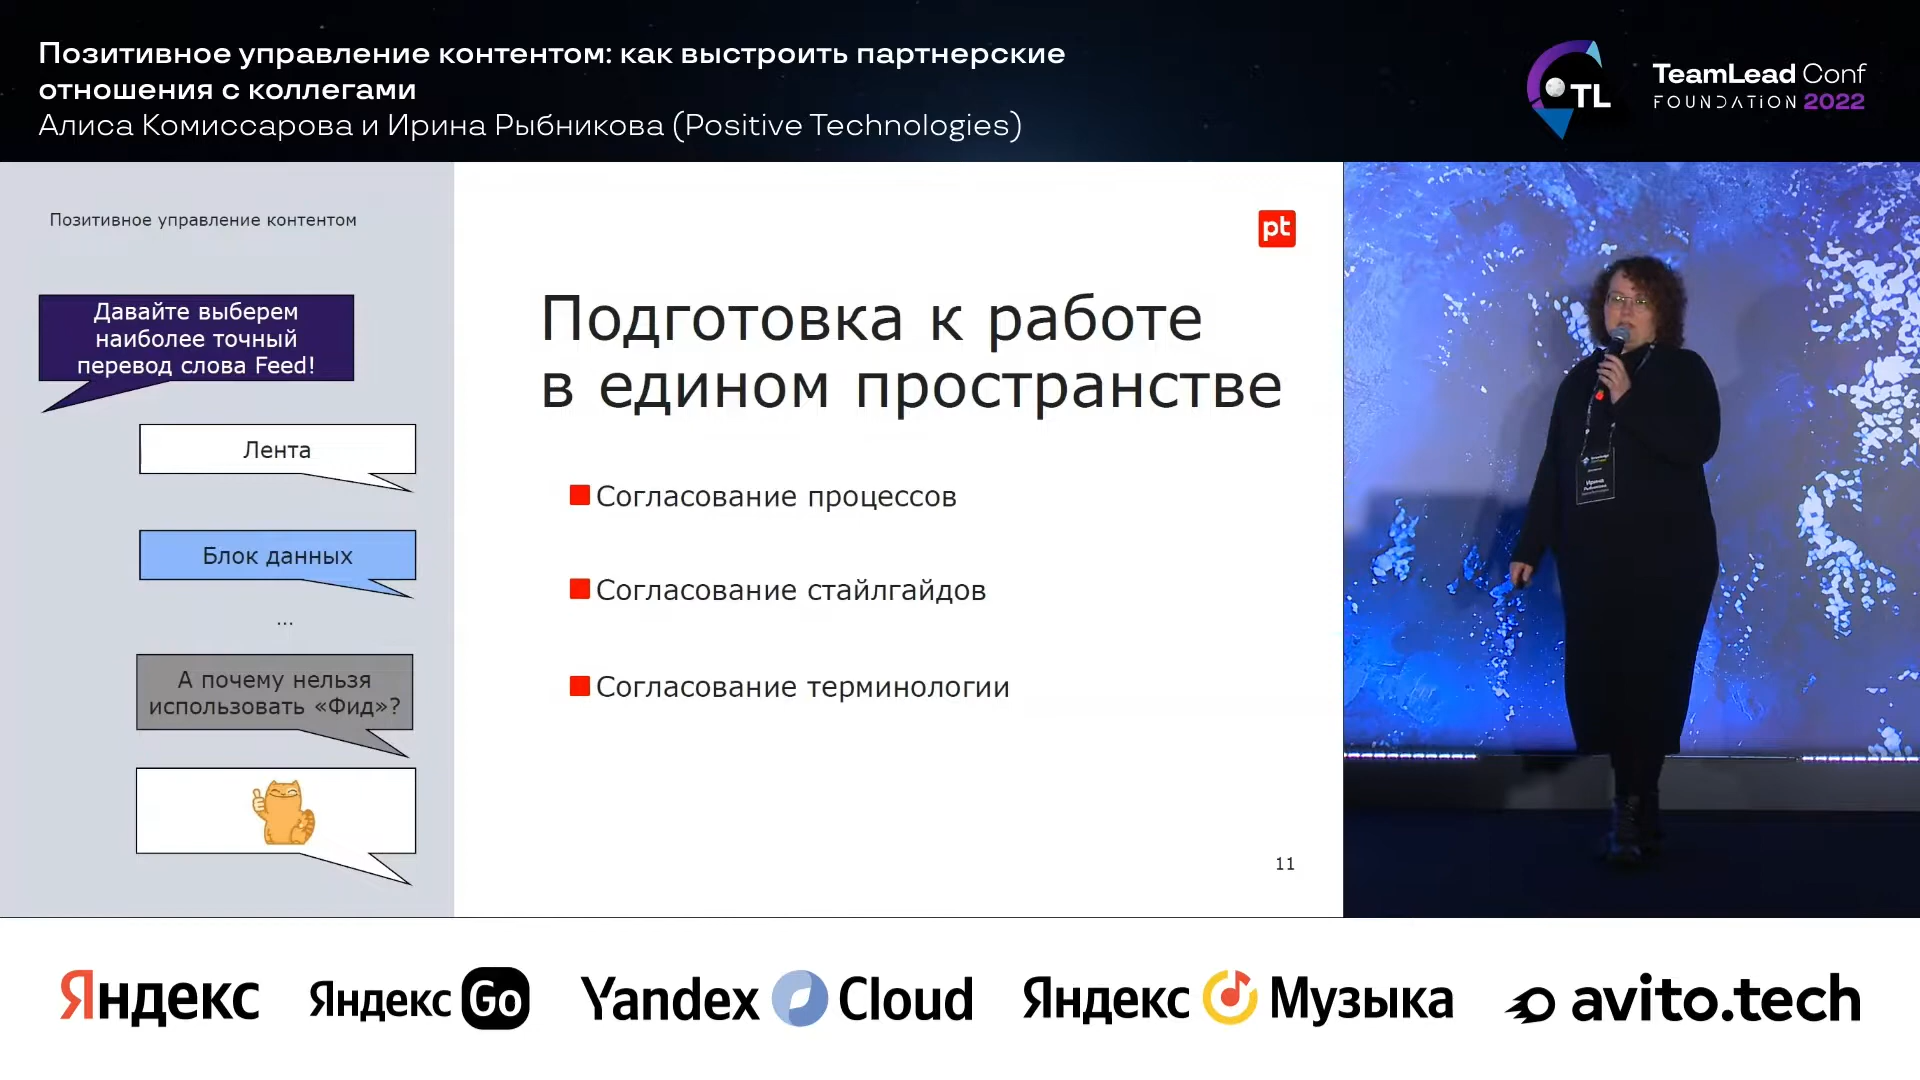 Позитивное управление контентом: как выстроить партнерские
отношения с коллегами
Алиса Комиссарова и Ирина Рыбникова (Positive Technologies)
TL
TeamLead Conf
FOUNDATION 2022
Позитивное управление контентом
Давайте выберем
наиболее точный
перевод слова Feed!
Лента
Блок данных
...
А почему нельзя
использовать «Фид»?
pt
Подготовка к работе
в едином пространстве
Согласование процессов
Согласование стайлгайдов
Согласование терминологии
11
Ирина
Яндекс
Яндекс Go
Yandex Cloud
Яндекс Музыка
avito.tech